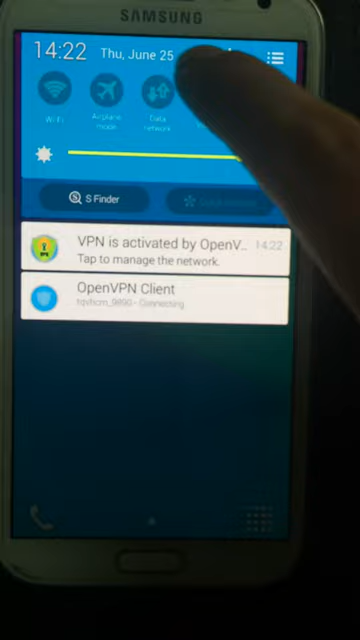 SAMSUNG
14:22 Thu, June 25
Wi-Fi
Airplane mode
Data network
S Finder
VPN is activated by OpenV... 14:22
Tap to manage the network.
OpenVPN Client
Connecting